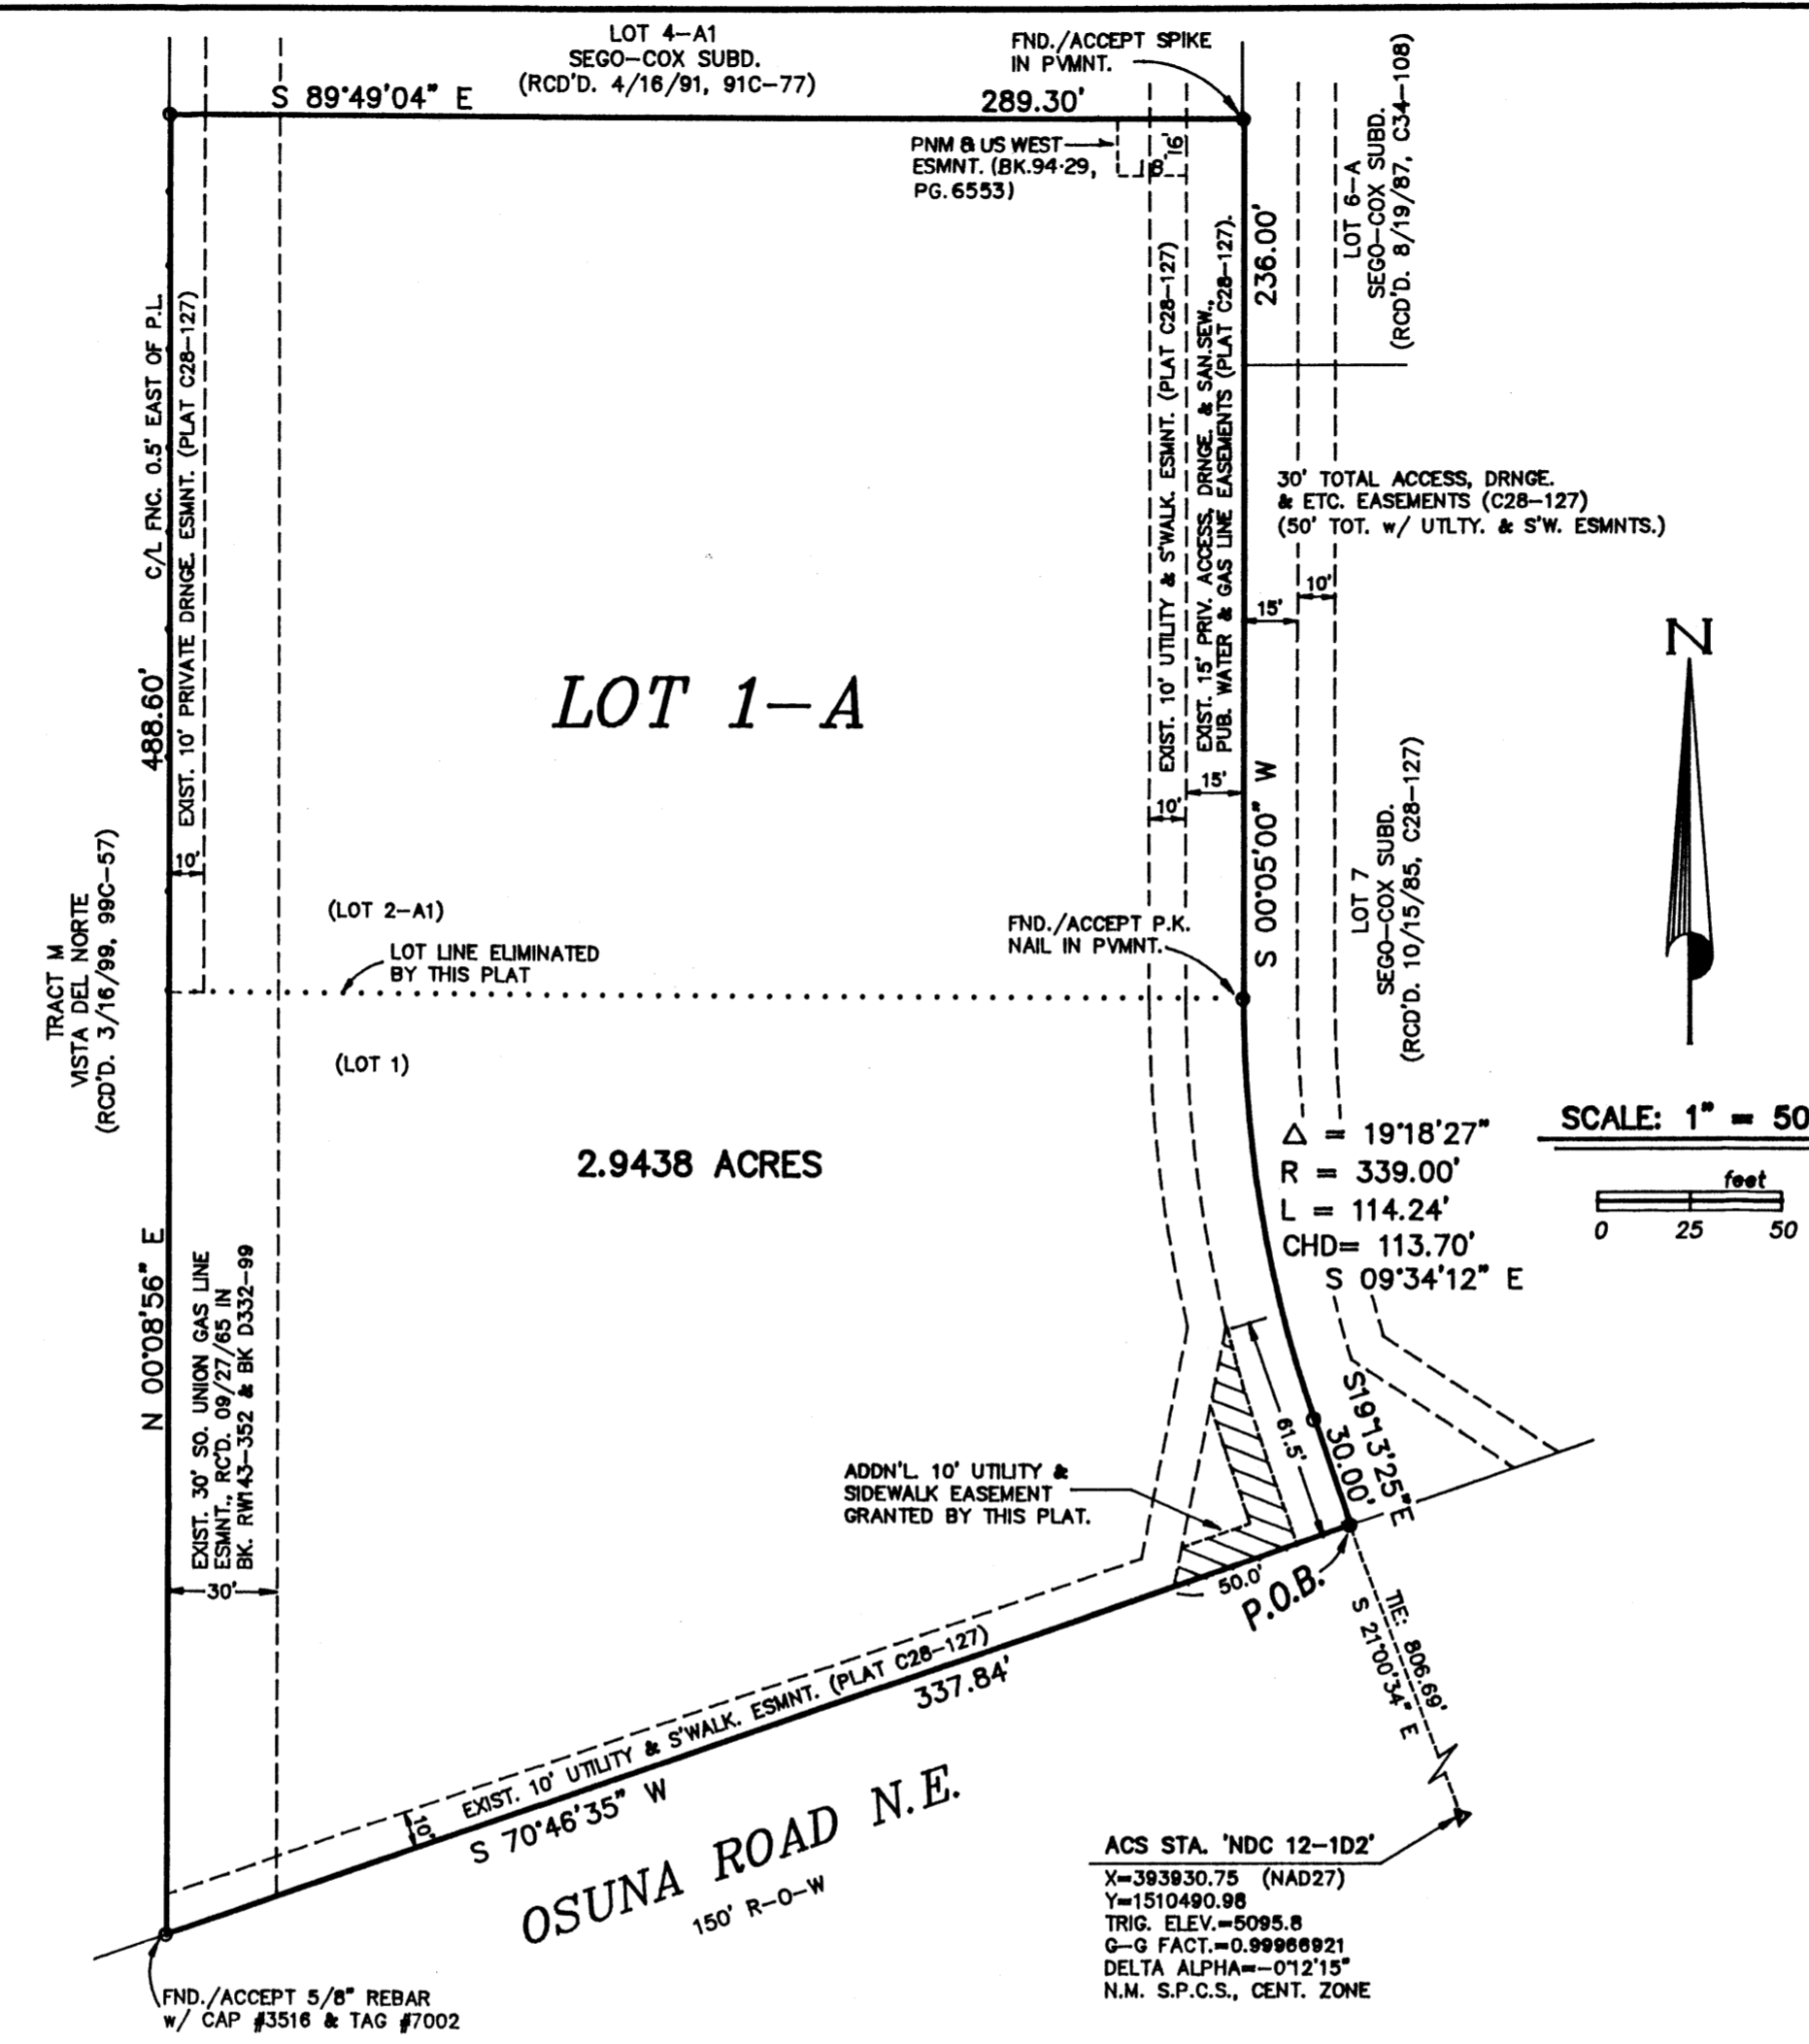 LOT 4-A1
SEGO-COX SUBD.
(RCD'D. 4/16/91, 91C-77)
S 89°49'04" E
289.30'
FND./ACCEPT SPIKE
IN PVMNT.
PNM & US WEST
ESMNT. (BK.94-29,
PG.6553)
8'
16'
LOT 6-A
SEGO-COX SUBD.
(RCD'D. 8/19/87, C34-108)
236.00'
C/L FNC. 0.5' EAST OF P.L.
EXIST. 10' PRIVATE DRNGE. ESMNT. (PLAT C28-127)
488.60'
10'
EXIST. 10' UTILITY & S'WALK. ESMNT. (PLAT C28-127)
EXIST. 15' PRIV. ACCESS, DRNGE. & SAN.SEW.,
PUB. WATER & GAS LINE EASEMENTS (PLAT C28-127).
30' TOTAL ACCESS, DRNGE.
& ETC. EASEMENTS (C28-127)
(50' TOT. w/ UTLTY. & S'W. ESMNTS.)
10'
15'
N
LOT 1-A
15'
10'
S 00°05'00" W
LOT 7
SEGO-COX SUBD.
(RCD'D. 10/15/85, C28-127)
TRACT M
VISTA DEL NORTE
(RCD'D. 3/16/99, 99C-57)
(LOT 2-A1)
LOT LINE ELIMINATED
BY THIS PLAT
FND./ACCEPT P.K.
NAIL IN PVMNT.
(LOT 1)
2.9438 ACRES
△ = 19°18'27"
R = 339.00'
L = 114.24'
CHD= 113.70'
S 09°34'12" E
SCALE: 1" = 50
feet
0 25 50
N 00°08'56" E
EXIST. 30' SO. UNION GAS LINE
ESMNT., RC'D. 09/27/65 IN
BK. RW143-352 & BK D332-99
30'
61.5'
S19°13'25"E
30.00'
ADDN'L. 10' UTILITY &
SIDEWALK EASEMENT
GRANTED BY THIS PLAT.
50.0'
P.O.B.
TIE: 806.69'
S 21°00'34" E
EXIST. 10' UTILITY & S'WALK. ESMNT. (PLAT C28-127)
337.84'
10'
S 70°46'35" W
OSUNA ROAD N.E.
150' R-O-W
ACS STA. 'NDC 12-1D2'
X=393930.75 (NAD27)
Y=1510490.98
TRIG. ELEV.=5095.8
G-G FACT.=0.99966921
DELTA ALPHA=-0°12'15"
N.M. S.P.C.S., CENT. ZONE
FND./ACCEPT 5/8" REBAR
w/ CAP #3516 & TAG #7002